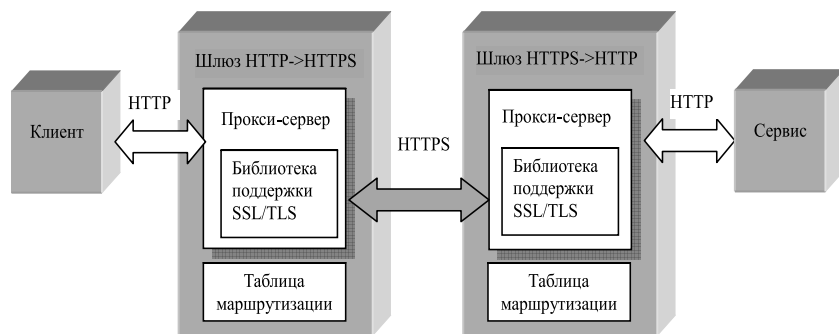 Клиент
HTTP
Шлюз HTTP->HTTPS
Прокси-сервер
Библиотека
поддержки
SSL/TLS
Таблица
маршрутизации
HTTPS
Шлюз HTTPS->HTTP
Прокси-сервер
Библиотека
поддержки
SSL/TLS
Таблица
маршрутизации
HTTP
Сервис